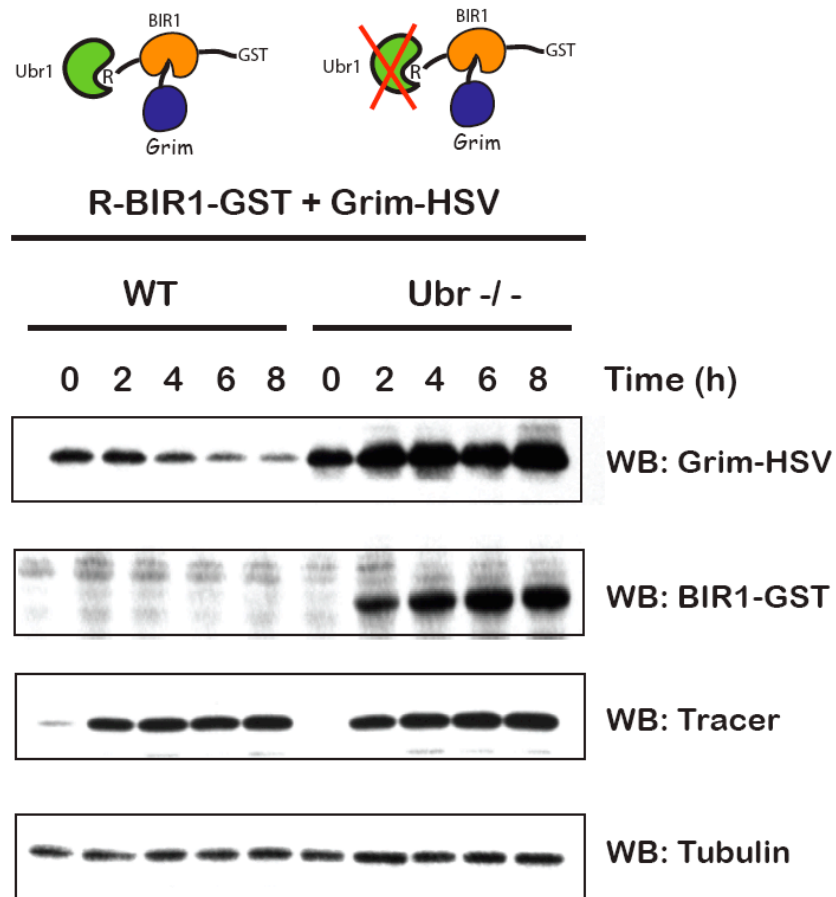 BIR1
Ubr1
R
GST
Grim
BIR1
Ubr1
R
GST
Grim
R-BIR1-GST + Grim-HSV
WT Ubr -/ -
0 2 4 6 8 0 2 4 6 8 Time (h)
WB: Grim-HSV
WB: BIR1-GST
WB: Tracer
WB: Tubulin